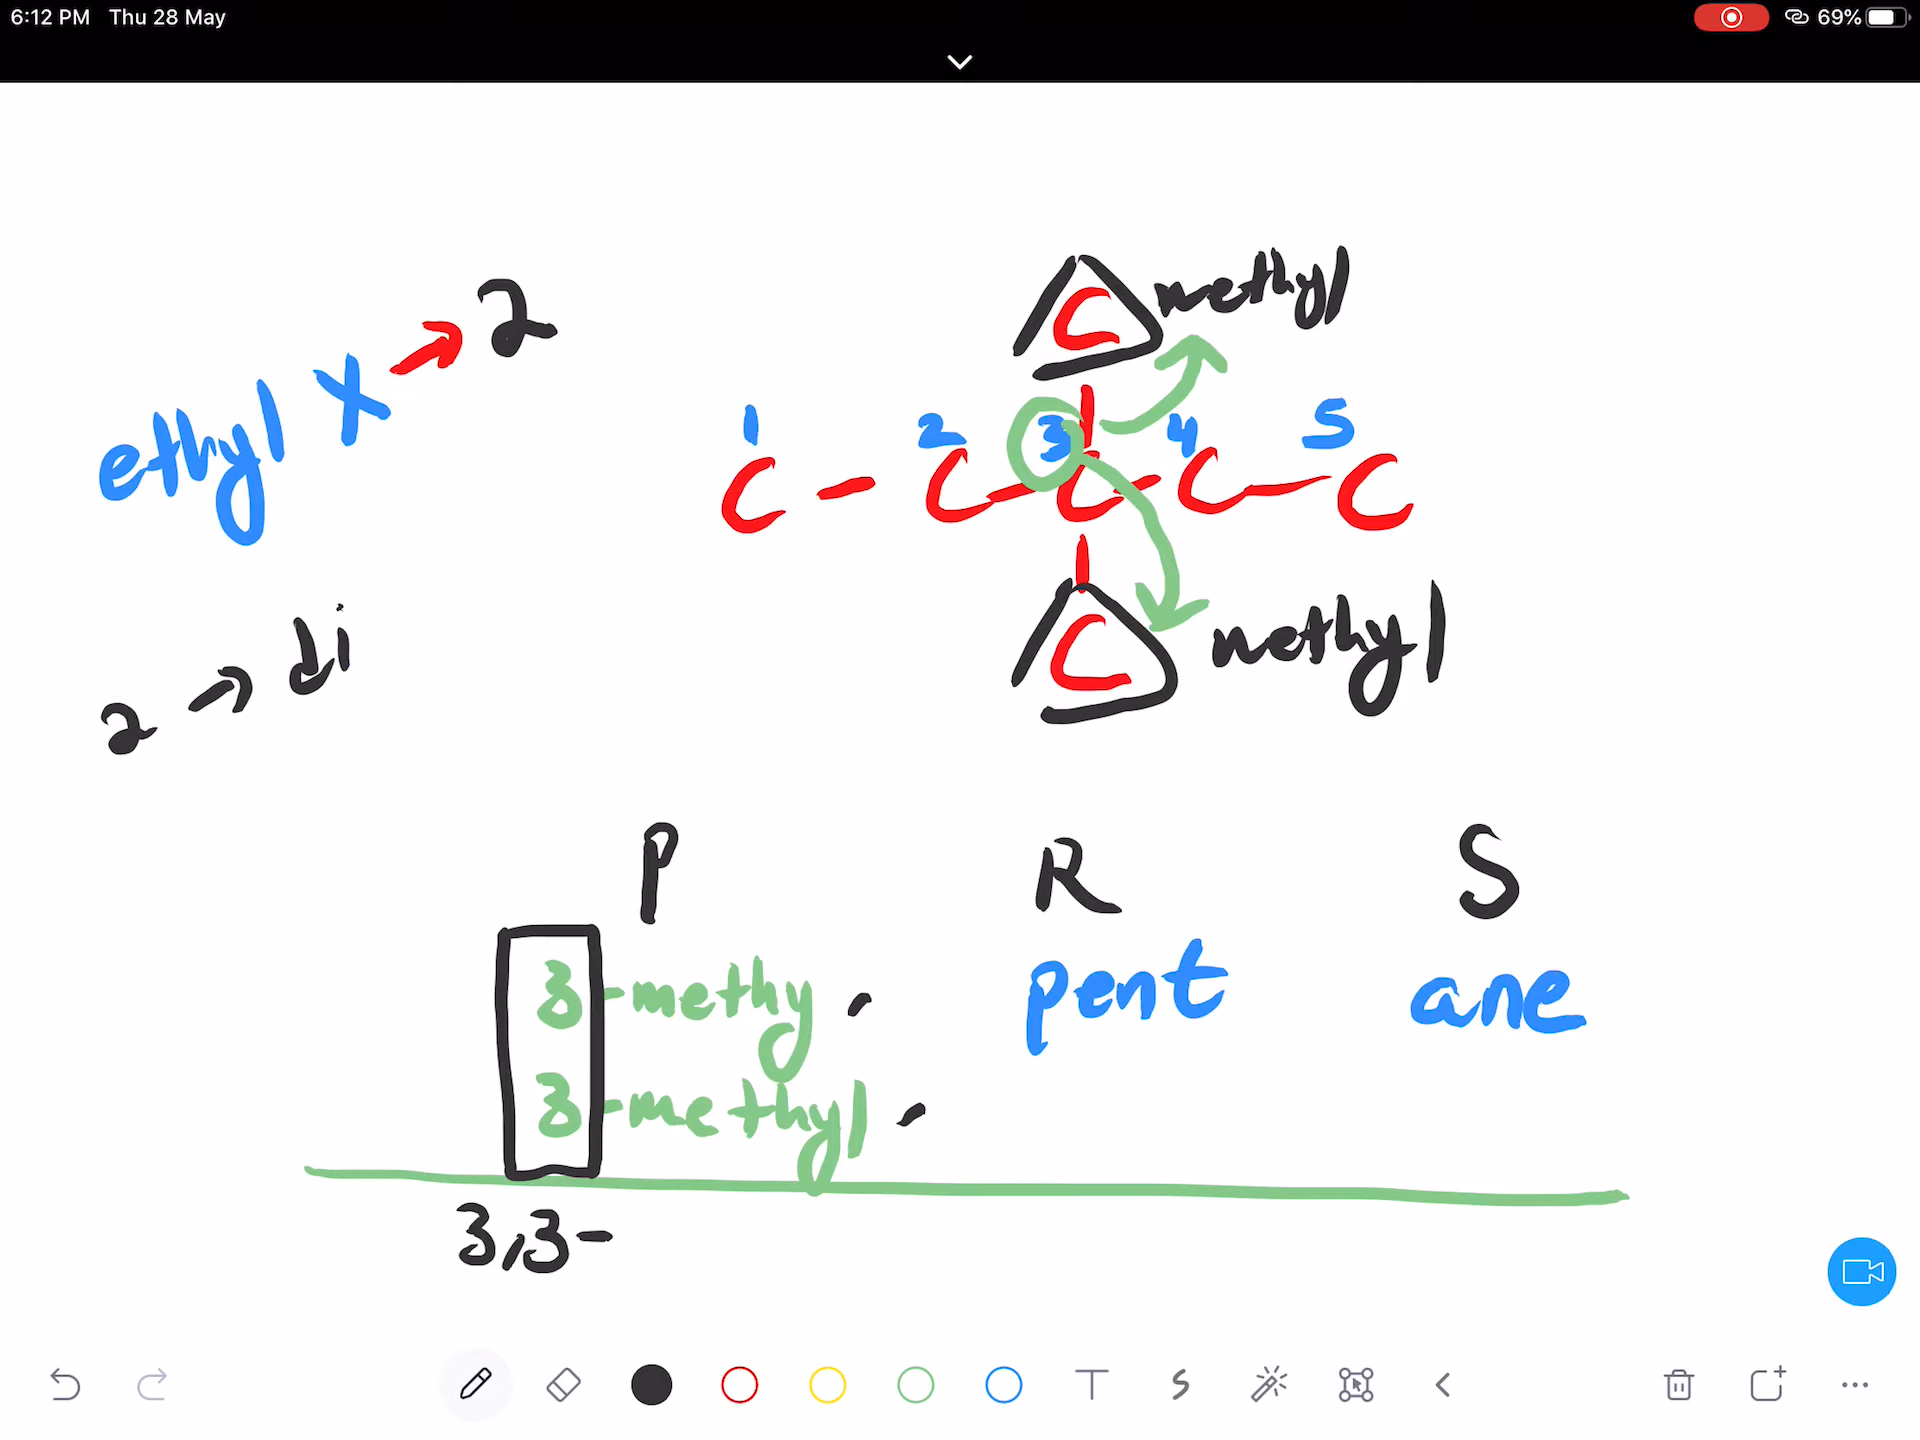 6:12 PM Thu 28 May
69%
ethyl X → 2
C methyl
1 2 3 4 5
C - C - C - C - C
C methyl
2 → di
P R S
3-methy pent ane
3-methyl
3,3-
T